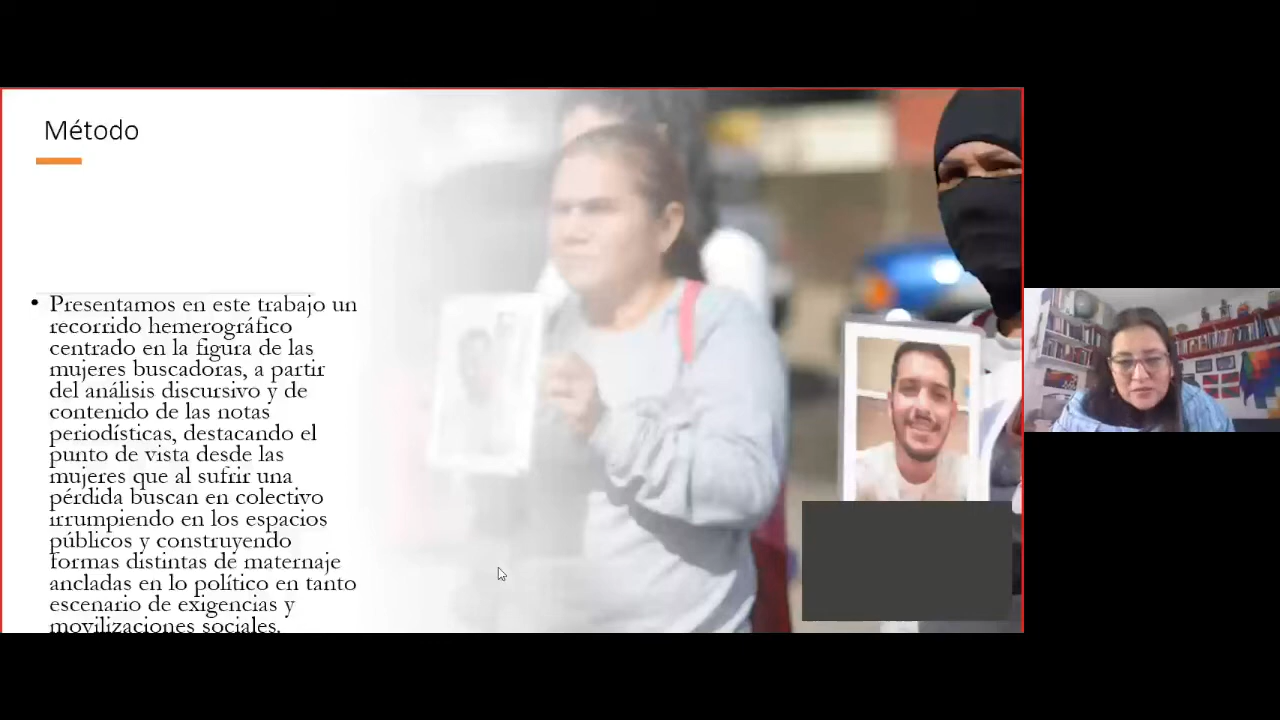 Método
• Presentamos en este trabajo un
recorrido hemerográfico
centrado en la figura de las
mujeres buscadoras, a partir
del análisis discursivo y de
contenido de las notas
periodísticas, destacando el
punto de vista desde las
mujeres que al sufrir una
pérdida buscan en colectivo
irrumpiendo en los espacios
públicos y construyendo
formas distintas de maternaje
ancladas en lo político en tanto
escenario de exigencias y
movilizaciones sociales.